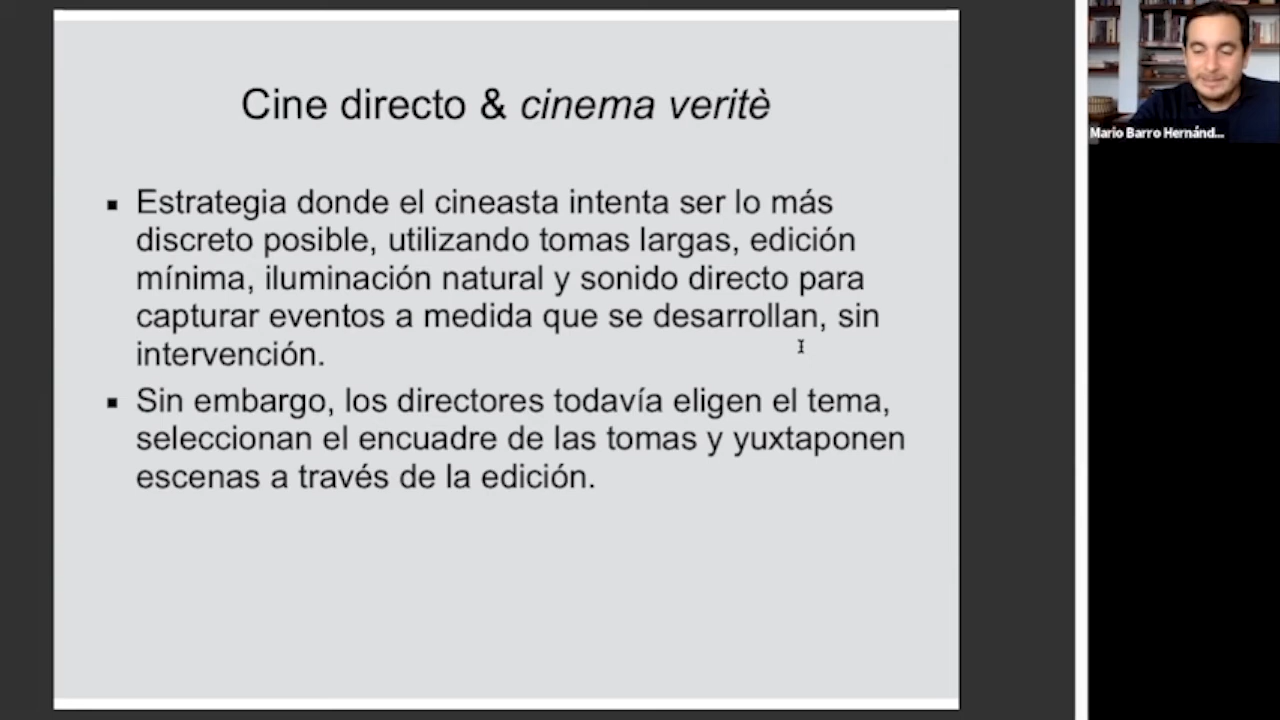 Cine directo & cinema veritè
▪ Estrategia donde el cineasta intenta ser lo más
discreto posible, utilizando tomas largas, edición
mínima, iluminación natural y sonido directo para
capturar eventos a medida que se desarrollan, sin
intervención.
▪ Sin embargo, los directores todavía eligen el tema,
seleccionan el encuadre de las tomas y yuxtaponen
escenas a través de la edición.
Mario Barro Hernánd...